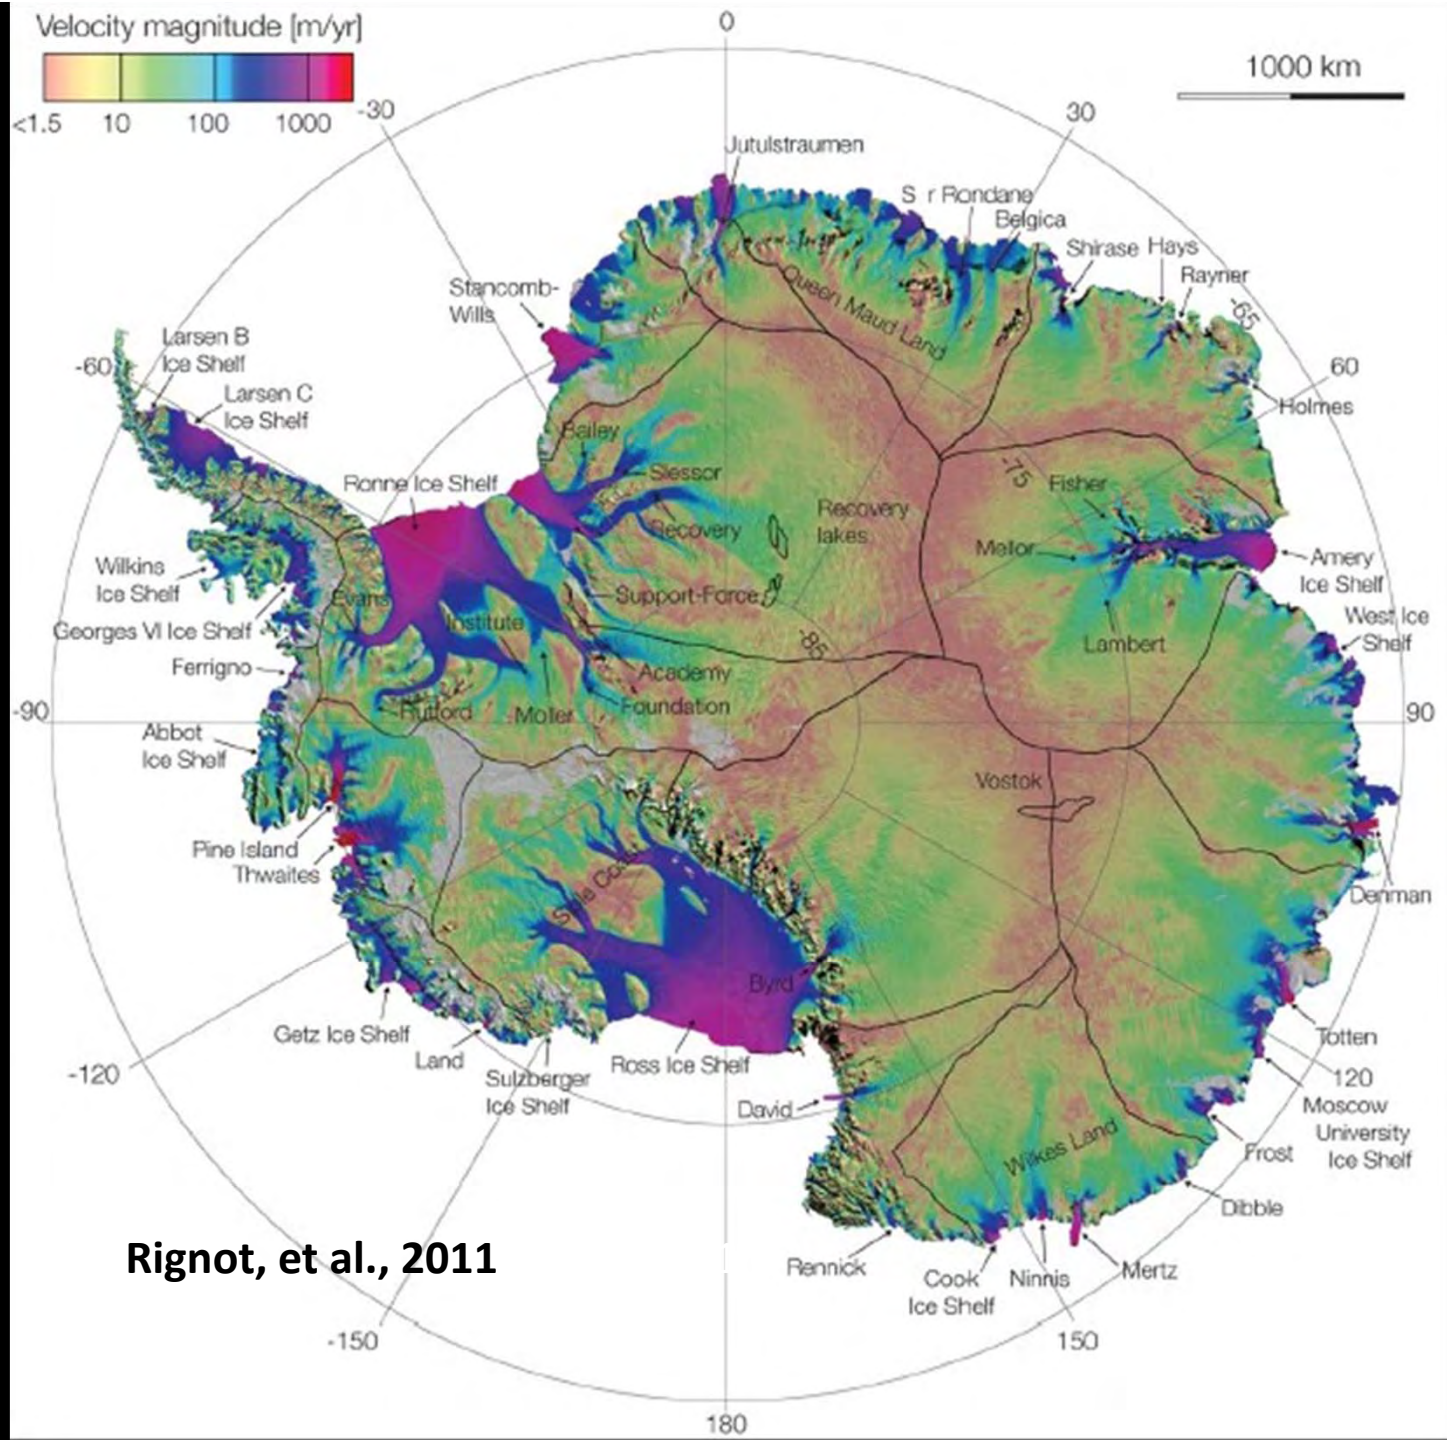 Velocity magnitude [m/yr]
<1.5 10 100 1000
0
1000 km
-30
30
Jutulstraumen
S r Rondane
Belgica
Shirase Hays
Rayner
-65
Stancomb-
Wills
Queen Maud Land
Larsen B
Ice Shelf
-60
60
Larsen C
Ice Shelf
Holmes
Bailey
Slessor
-75
Ronne Ice Shelf
Fisher
Recovery
Recovery
lakes
Mellor
Amery
Ice Shelf
Wilkins
Ice Shelf
Evans
Support-Force
West Ice
Shelf
Georges VI Ice Shelf
Institute
-85
Lambert
Ferrigno
Academy
-90
Rutford
Moller
Foundation
90
Abbot
Ice Shelf
Vostok
Pine Island
Thwaites
Siple Coast
Denman
Byrd
Getz Ice Shelf
Land
Sulzberger
Ice Shelf
Ross Ice Shelf
Totten
-120
120
David
Moscow
University
Ice Shelf
Wilkes Land
Frost
Dibble
Rignot, et al., 2011
Rennick
Cook
Ice Shelf
Ninnis
Mertz
-150
150
180